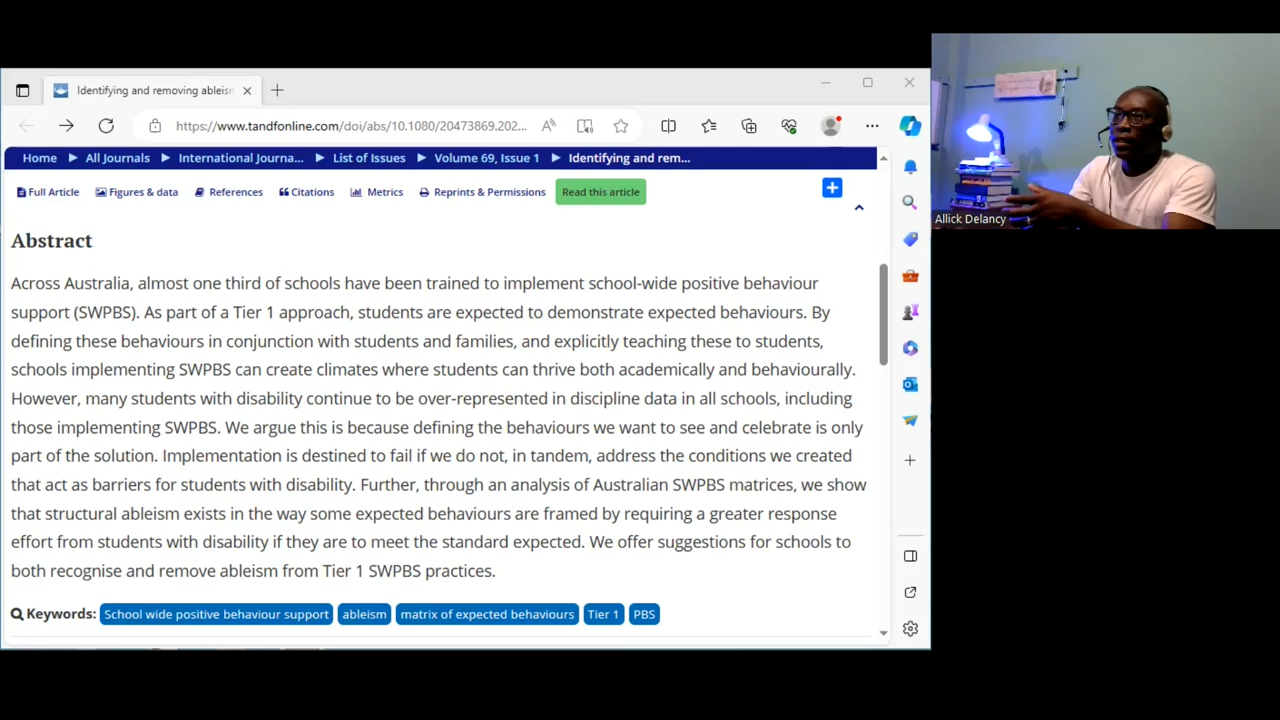 Identifying and removing ableism
https://www.tandfonline.com/doi/abs/10.1080/20473869.202...
Home All Journals International Journa... List of Issues Volume 69, Issue 1 Identifying and rem...
Full Article Figures & data References Citations Metrics Reprints & Permissions Read this article
Abstract
Across Australia, almost one third of schools have been trained to implement school-wide positive behaviour
support (SWPBS). As part of a Tier 1 approach, students are expected to demonstrate expected behaviours. By
defining these behaviours in conjunction with students and families, and explicitly teaching these to students,
schools implementing SWPBS can create climates where students can thrive both academically and behaviourally.
However, many students with disability continue to be over-represented in discipline data in all schools, including
those implementing SWPBS. We argue this is because defining the behaviours we want to see and celebrate is only
part of the solution. Implementation is destined to fail if we do not, in tandem, address the conditions we created
that act as barriers for students with disability. Further, through an analysis of Australian SWPBS matrices, we show
that structural ableism exists in the way some expected behaviours are framed by requiring a greater response
effort from students with disability if they are to meet the standard expected. We offer suggestions for schools to
both recognise and remove ableism from Tier 1 SWPBS practices.
Keywords: School wide positive behaviour support ableism matrix of expected behaviours Tier 1 PBS
Allick Delancy